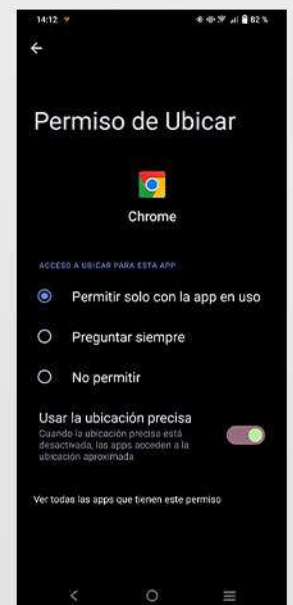 14:12
82 %
Permiso de Ubicar
Chrome
ACCESO A UBICAR PARA ESTA APP
Permitir solo con la app en uso
Preguntar siempre
No permitir
Usar la ubicación precisa
Cuando la ubicación precisa está
desactivada, las apps acceden a la
ubicación aproximada
Ver todas las apps que tienen este permiso